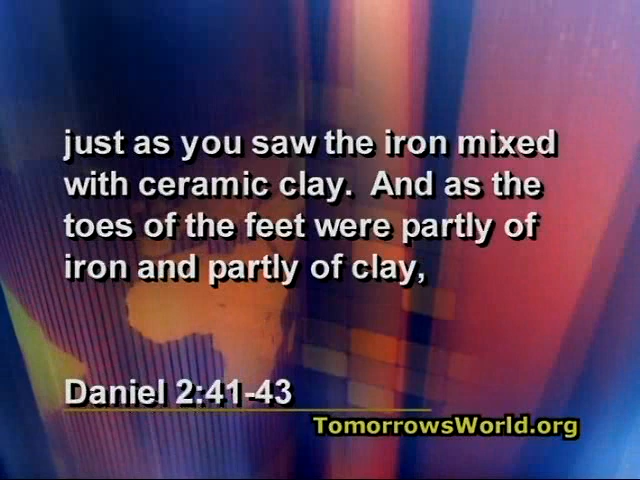 just as you saw the iron mixed
with ceramic clay.  And as the
toes of the feet were partly of
iron and partly of clay,
Daniel 2:41-43
TomorrowsWorld.org